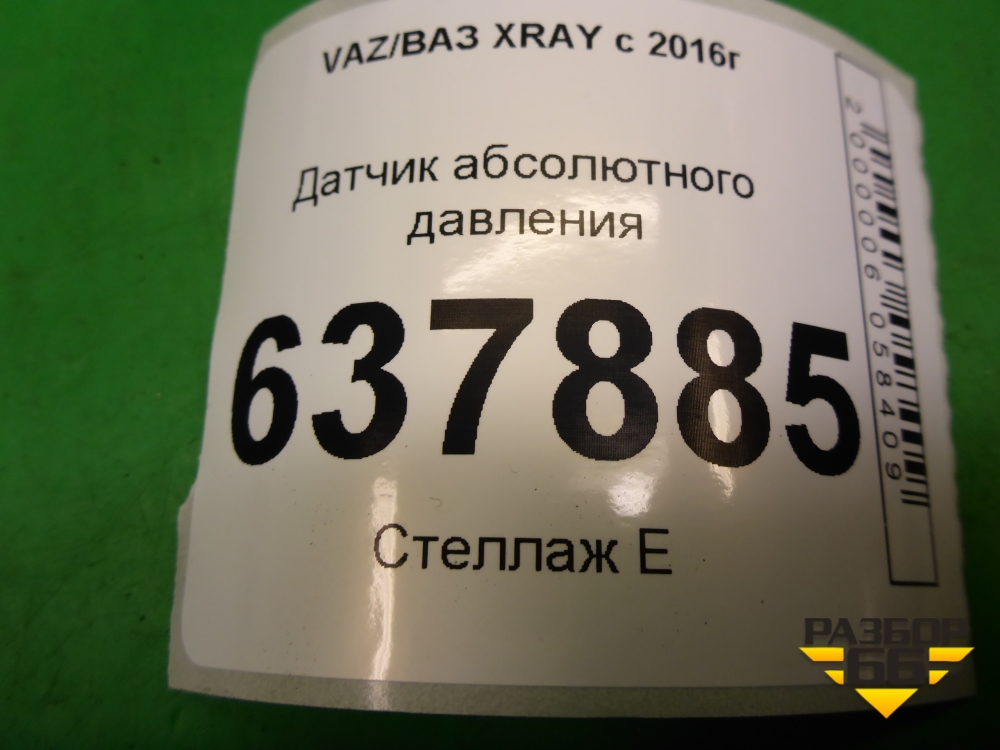 VAZ/ВАЗ XRAY с 2016г
Датчик абсолютного
давления
637885
Стеллаж Е
2000006058409
РАЗБОР
66